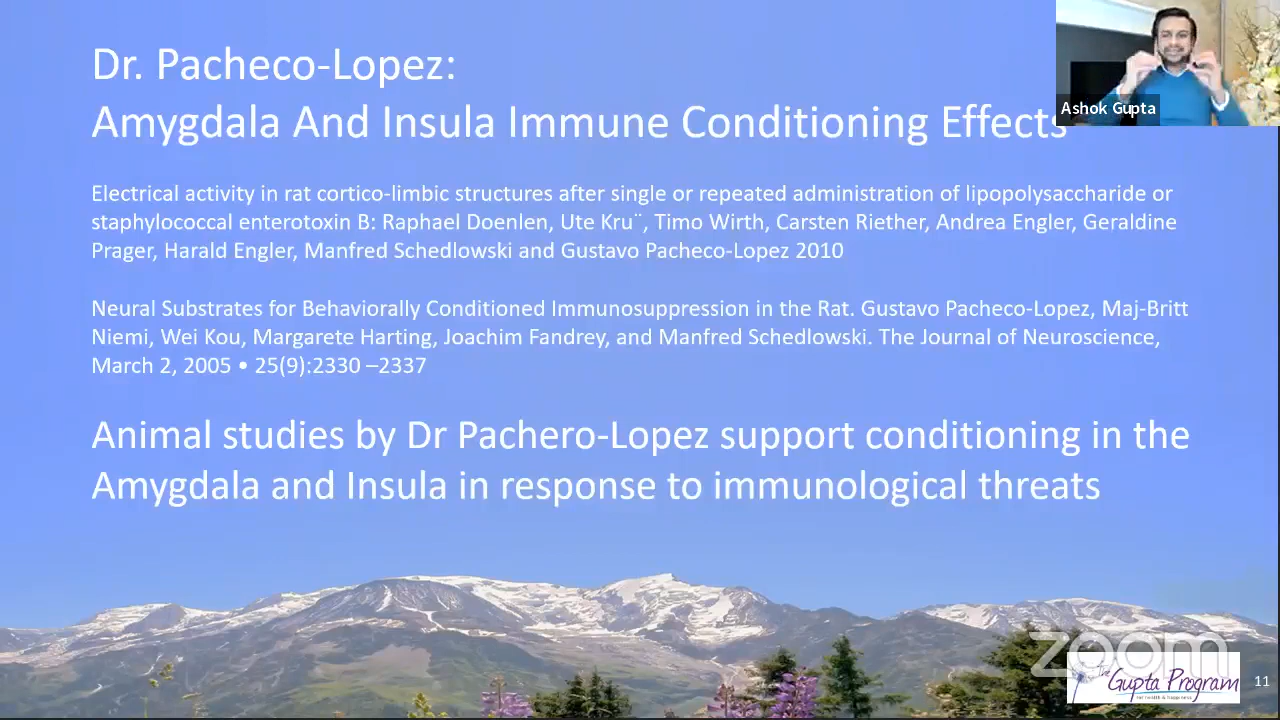 Dr. Pacheco-Lopez:
Amygdala And Insula Immune Conditioning Effects
Ashok Gupta
Electrical activity in rat cortico-limbic structures after single or repeated administration of lipopolysaccharide or
staphylococcal enterotoxin B: Raphael Doenlen, Ute Kru¨, Timo Wirth, Carsten Riether, Andrea Engler, Geraldine
Prager, Harald Engler, Manfred Schedlowski and Gustavo Pacheco-Lopez 2010
Neural Substrates for Behaviorally Conditioned Immunosuppression in the Rat. Gustavo Pacheco-Lopez, Maj-Britt
Niemi, Wei Kou, Margarete Harting, Joachim Fandrey, and Manfred Schedlowski. The Journal of Neuroscience,
March 2, 2005 • 25(9):2330 –2337
Animal studies by Dr Pachero-Lopez support conditioning in the
Amygdala and Insula in response to immunological threats
zoom
The
Gupta Program
11